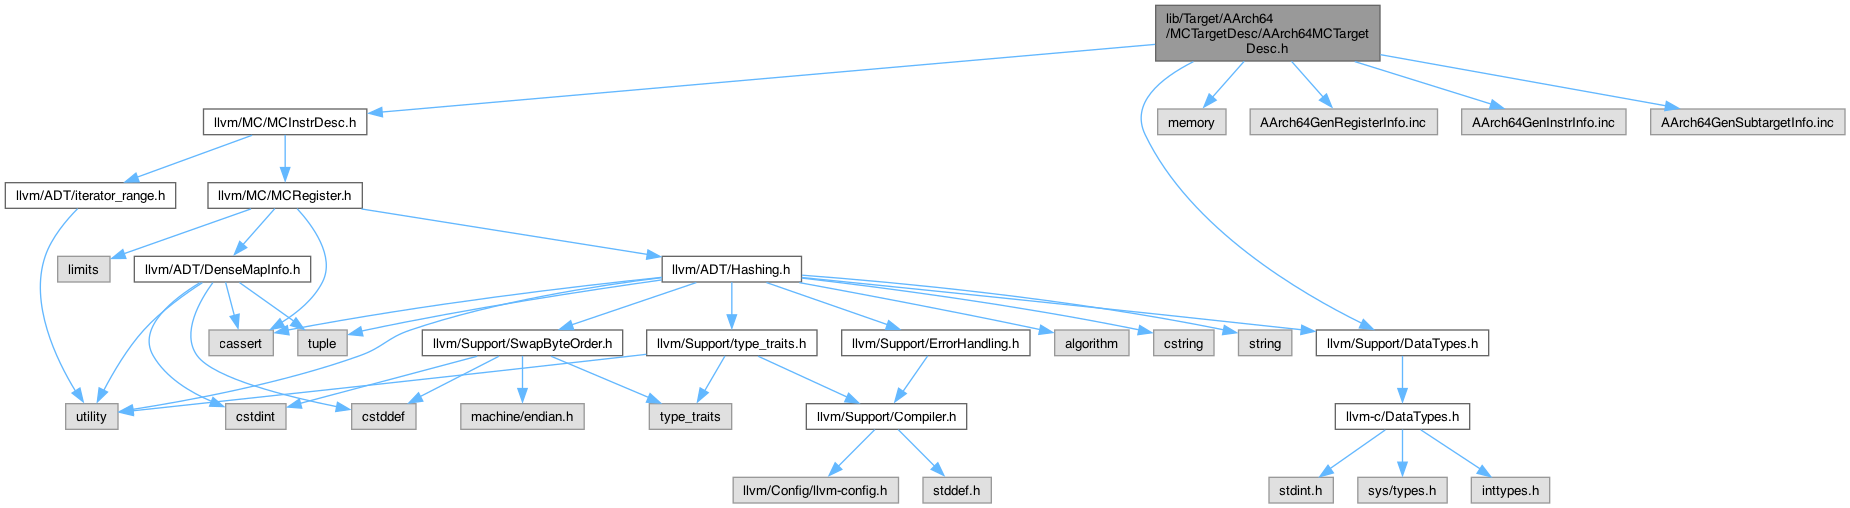 lib/Target/AArch64
/MCTargetDesc/AArch64MCTarget
Desc.h
llvm/MC/MCInstrDesc.h
memory
AArch64GenRegisterInfo.inc
AArch64GenInstrInfo.inc
AArch64GenSubtargetInfo.inc
llvm/ADT/iterator_range.h
llvm/MC/MCRegister.h
limits
llvm/ADT/DenseMapInfo.h
llvm/ADT/Hashing.h
cassert
tuple
llvm/Support/SwapByteOrder.h
llvm/Support/type_traits.h
llvm/Support/ErrorHandling.h
algorithm
cstring
string
llvm/Support/DataTypes.h
utility
cstdint
cstddef
machine/endian.h
type_traits
llvm/Support/Compiler.h
llvm-c/DataTypes.h
llvm/Config/llvm-config.h
stddef.h
stdint.h
sys/types.h
inttypes.h